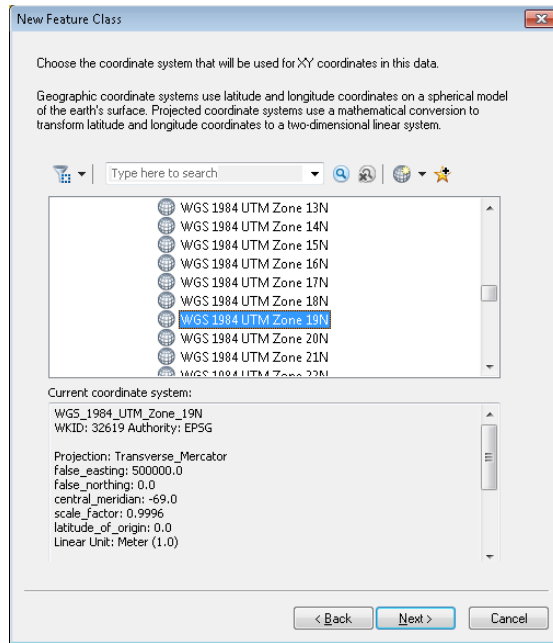 New Feature Class
Choose the coordinate system that will be used for XY coordinates in this data.
Geographic coordinate systems use latitude and longitude coordinates on a spherical model
of the earth's surface. Projected coordinate systems use a mathematical conversion to
transform latitude and longitude coordinates to a two-dimensional linear system.
Type here to search
WGS 1984 UTM Zone 13N
WGS 1984 UTM Zone 14N
WGS 1984 UTM Zone 15N
WGS 1984 UTM Zone 16N
WGS 1984 UTM Zone 17N
WGS 1984 UTM Zone 18N
WGS 1984 UTM Zone 19N
WGS 1984 UTM Zone 20N
WGS 1984 UTM Zone 21N
WGS 1984 UTM Zone 22N
Current coordinate system:
WGS_1984_UTM_Zone_19N
WKID: 32619 Authority: EPSG
Projection: Transverse_Mercator
false_easting: 500000.0
false_northing: 0.0
central_meridian: -69.0
scale_factor: 0.9996
latitude_of_origin: 0.0
Linear Unit: Meter (1.0)
< Back Next > Cancel